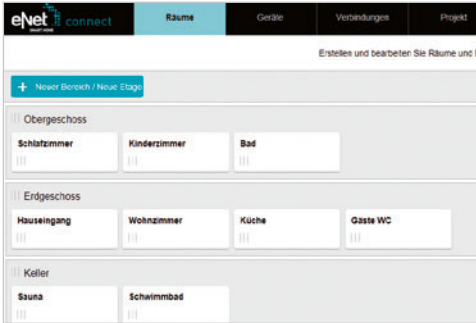 eNet connect
SMART HOME
Räume Geräte Verbindungen Projekt
Erstellen und bearbeiten Sie Räume und
+ Neuer Bereich / Neue Etage
Obergeschoss
Schlafzimmer Kinderzimmer Bad
Erdgeschoss
Hauseingang Wohnzimmer Küche Gäste WC
Keller
Sauna Schwimmbad